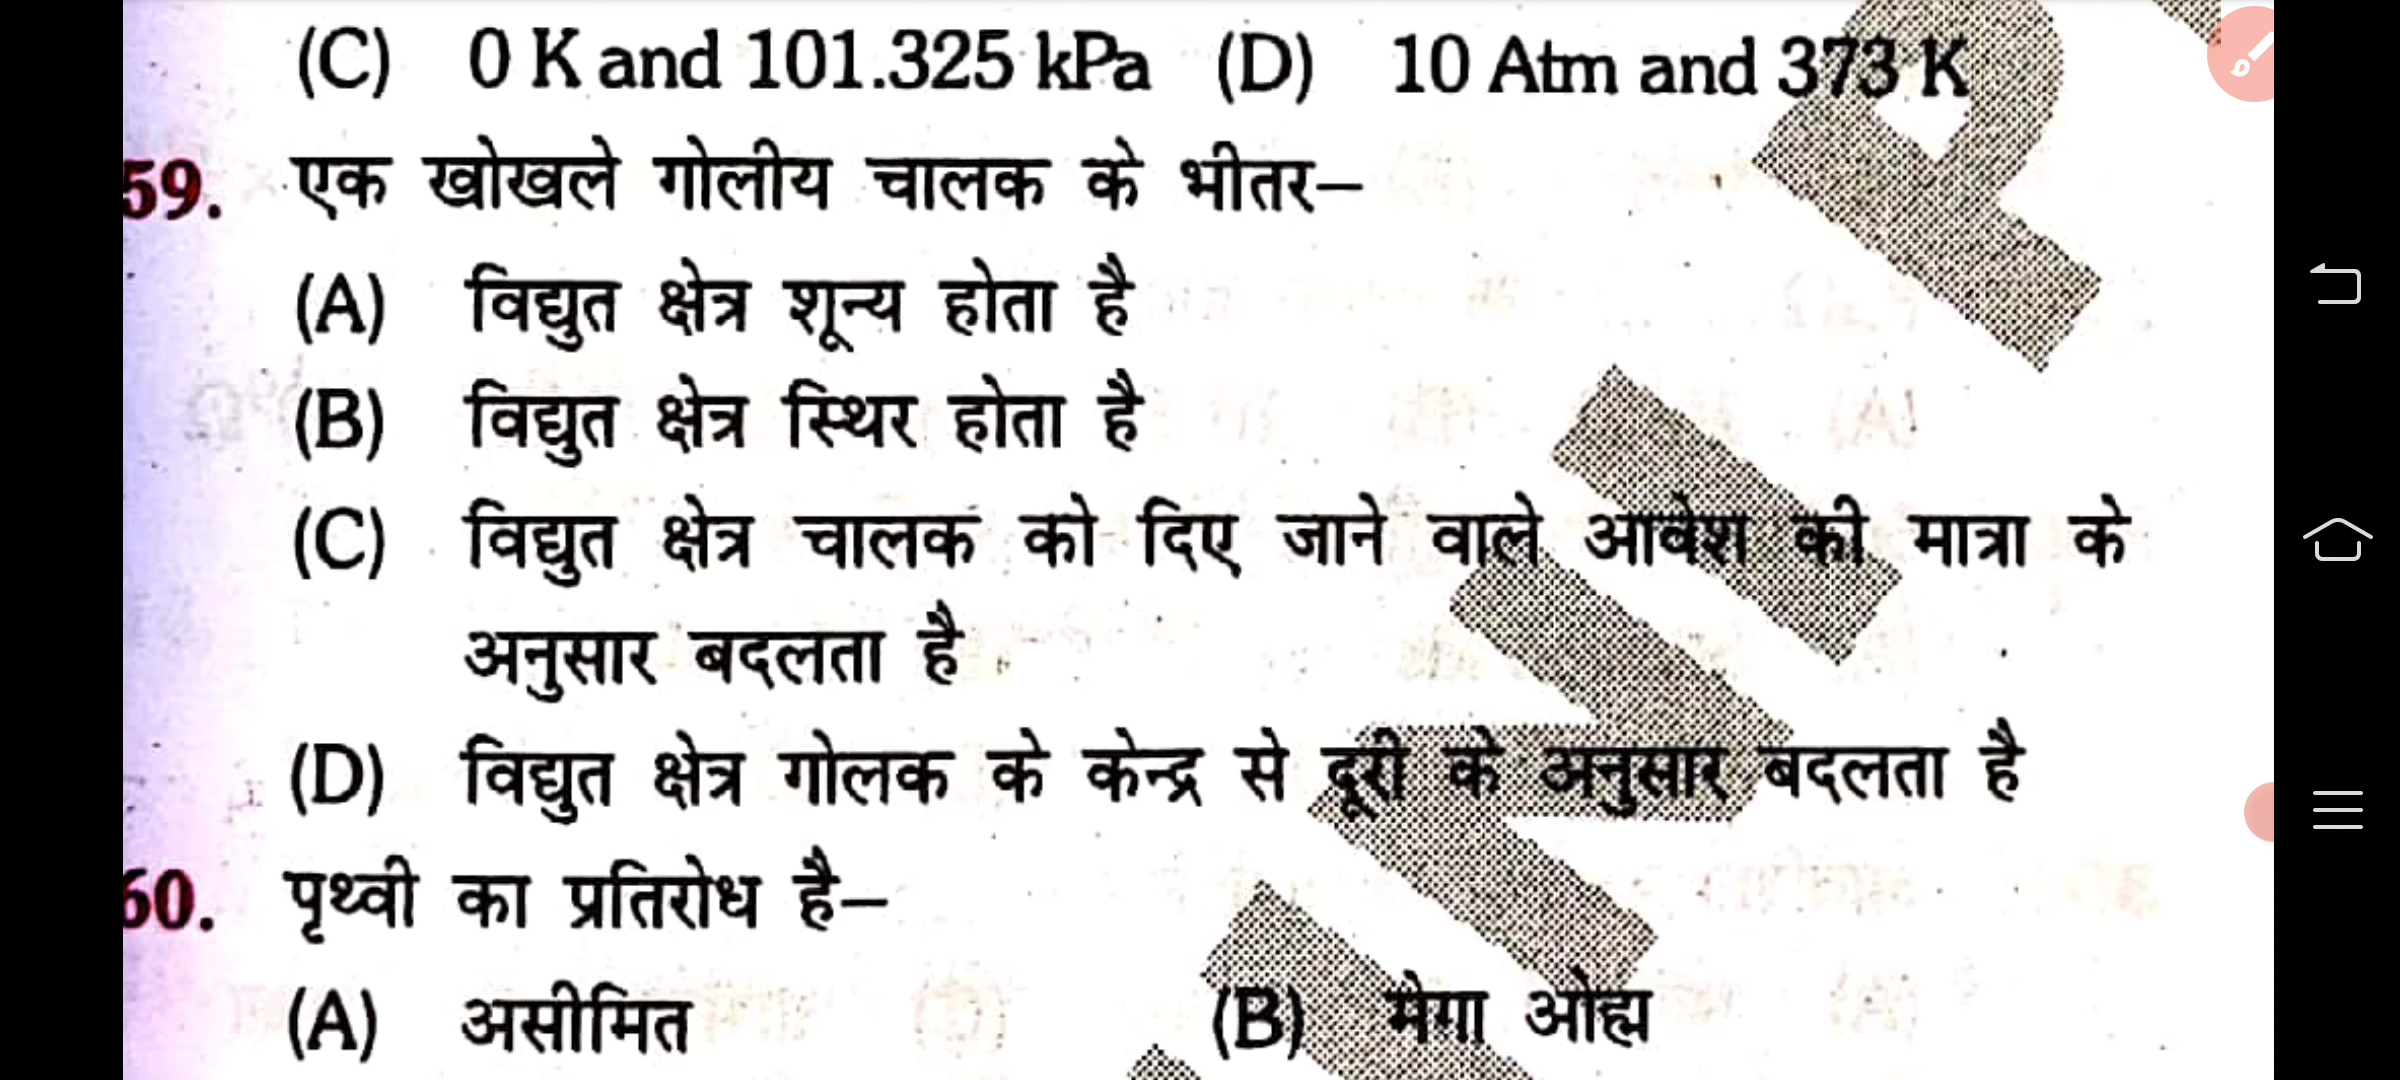 (C) 0 K and 101.325 kPa (D) 10 Atm and 373 K
59. एक खोखले गोलीय चालक के भीतर–
(A) विद्युत क्षेत्र शून्य होता है
(B) विद्युत क्षेत्र स्थिर होता है
(C) विद्युत क्षेत्र चालक को दिए जाने वाले आवेश की मात्रा के
अनुसार बदलता है
(D) विद्युत क्षेत्र गोलक के केन्द्र से दूरी के अनुसार बदलता है
60. पृथ्वी का प्रतिरोध है–
(A) असीमित (B) मेगा ओह्म